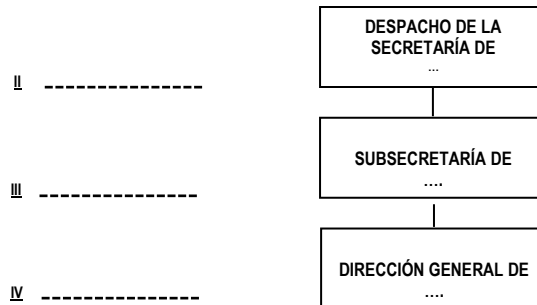 DESPACHO DE LA
SECRETARÍA DE
...
II ---------------
SUBSECRETARÍA DE
....
III ---------------
DIRECCIÓN GENERAL DE
....
IV ---------------